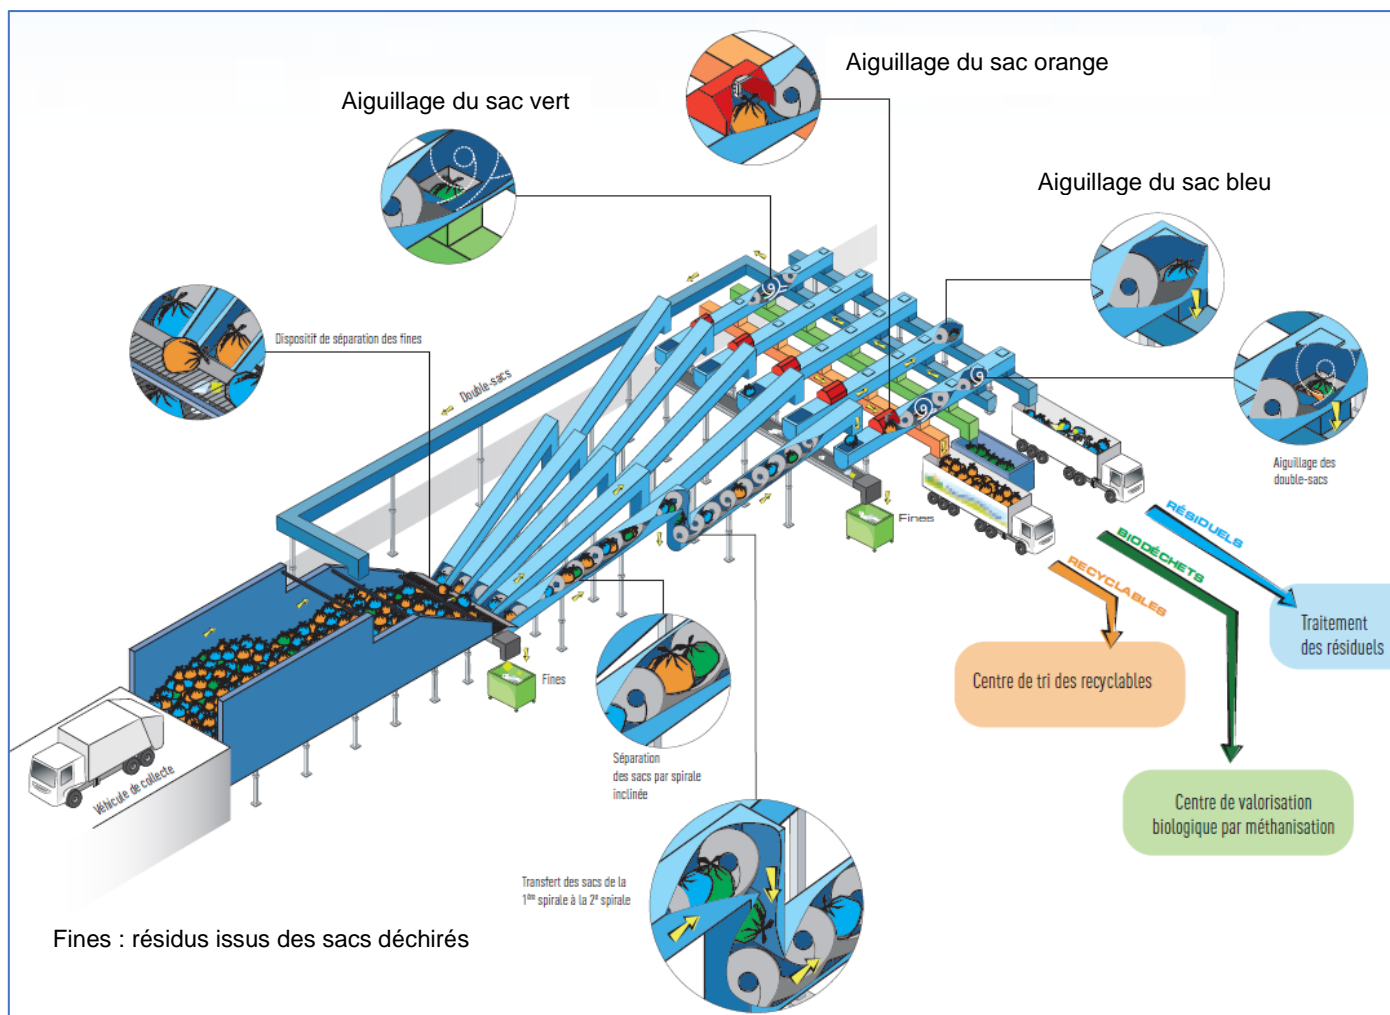 Aiguillage du sac orange
Aiguillage du sac vert
Aiguillage du sac bleu
Dispositif de séparation des fines
Double-sacs
Aiguillage des
double-sacs
Fines
RÉSIDUELS
BIODÉCHETS
RECYCLABLES
Traitement
des résiduels
Centre de tri des recyclables
Fines
Séparation
des sacs par spirale
inclinée
Véhicule de collecte
Centre de valorisation
biologique par méthanisation
Transfert des sacs de la
1ère spirale à la 2e spirale
Fines : résidus issus des sacs déchirés